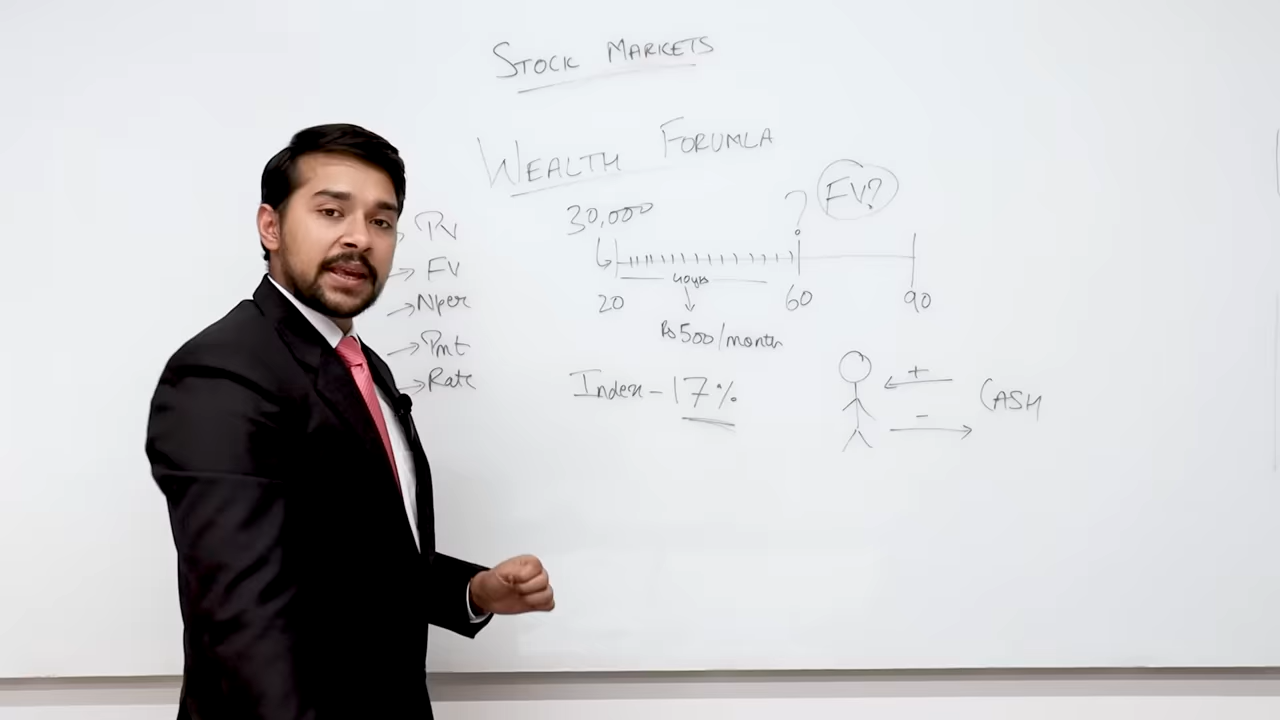 STOCK MARKETS
WEALTH FORUMLA
PV
FV
Nper
Pmt
Rate
30,000
? FV?
40yrs
20 60 90
Rs500/month
Index - 17%
+
-
CASH